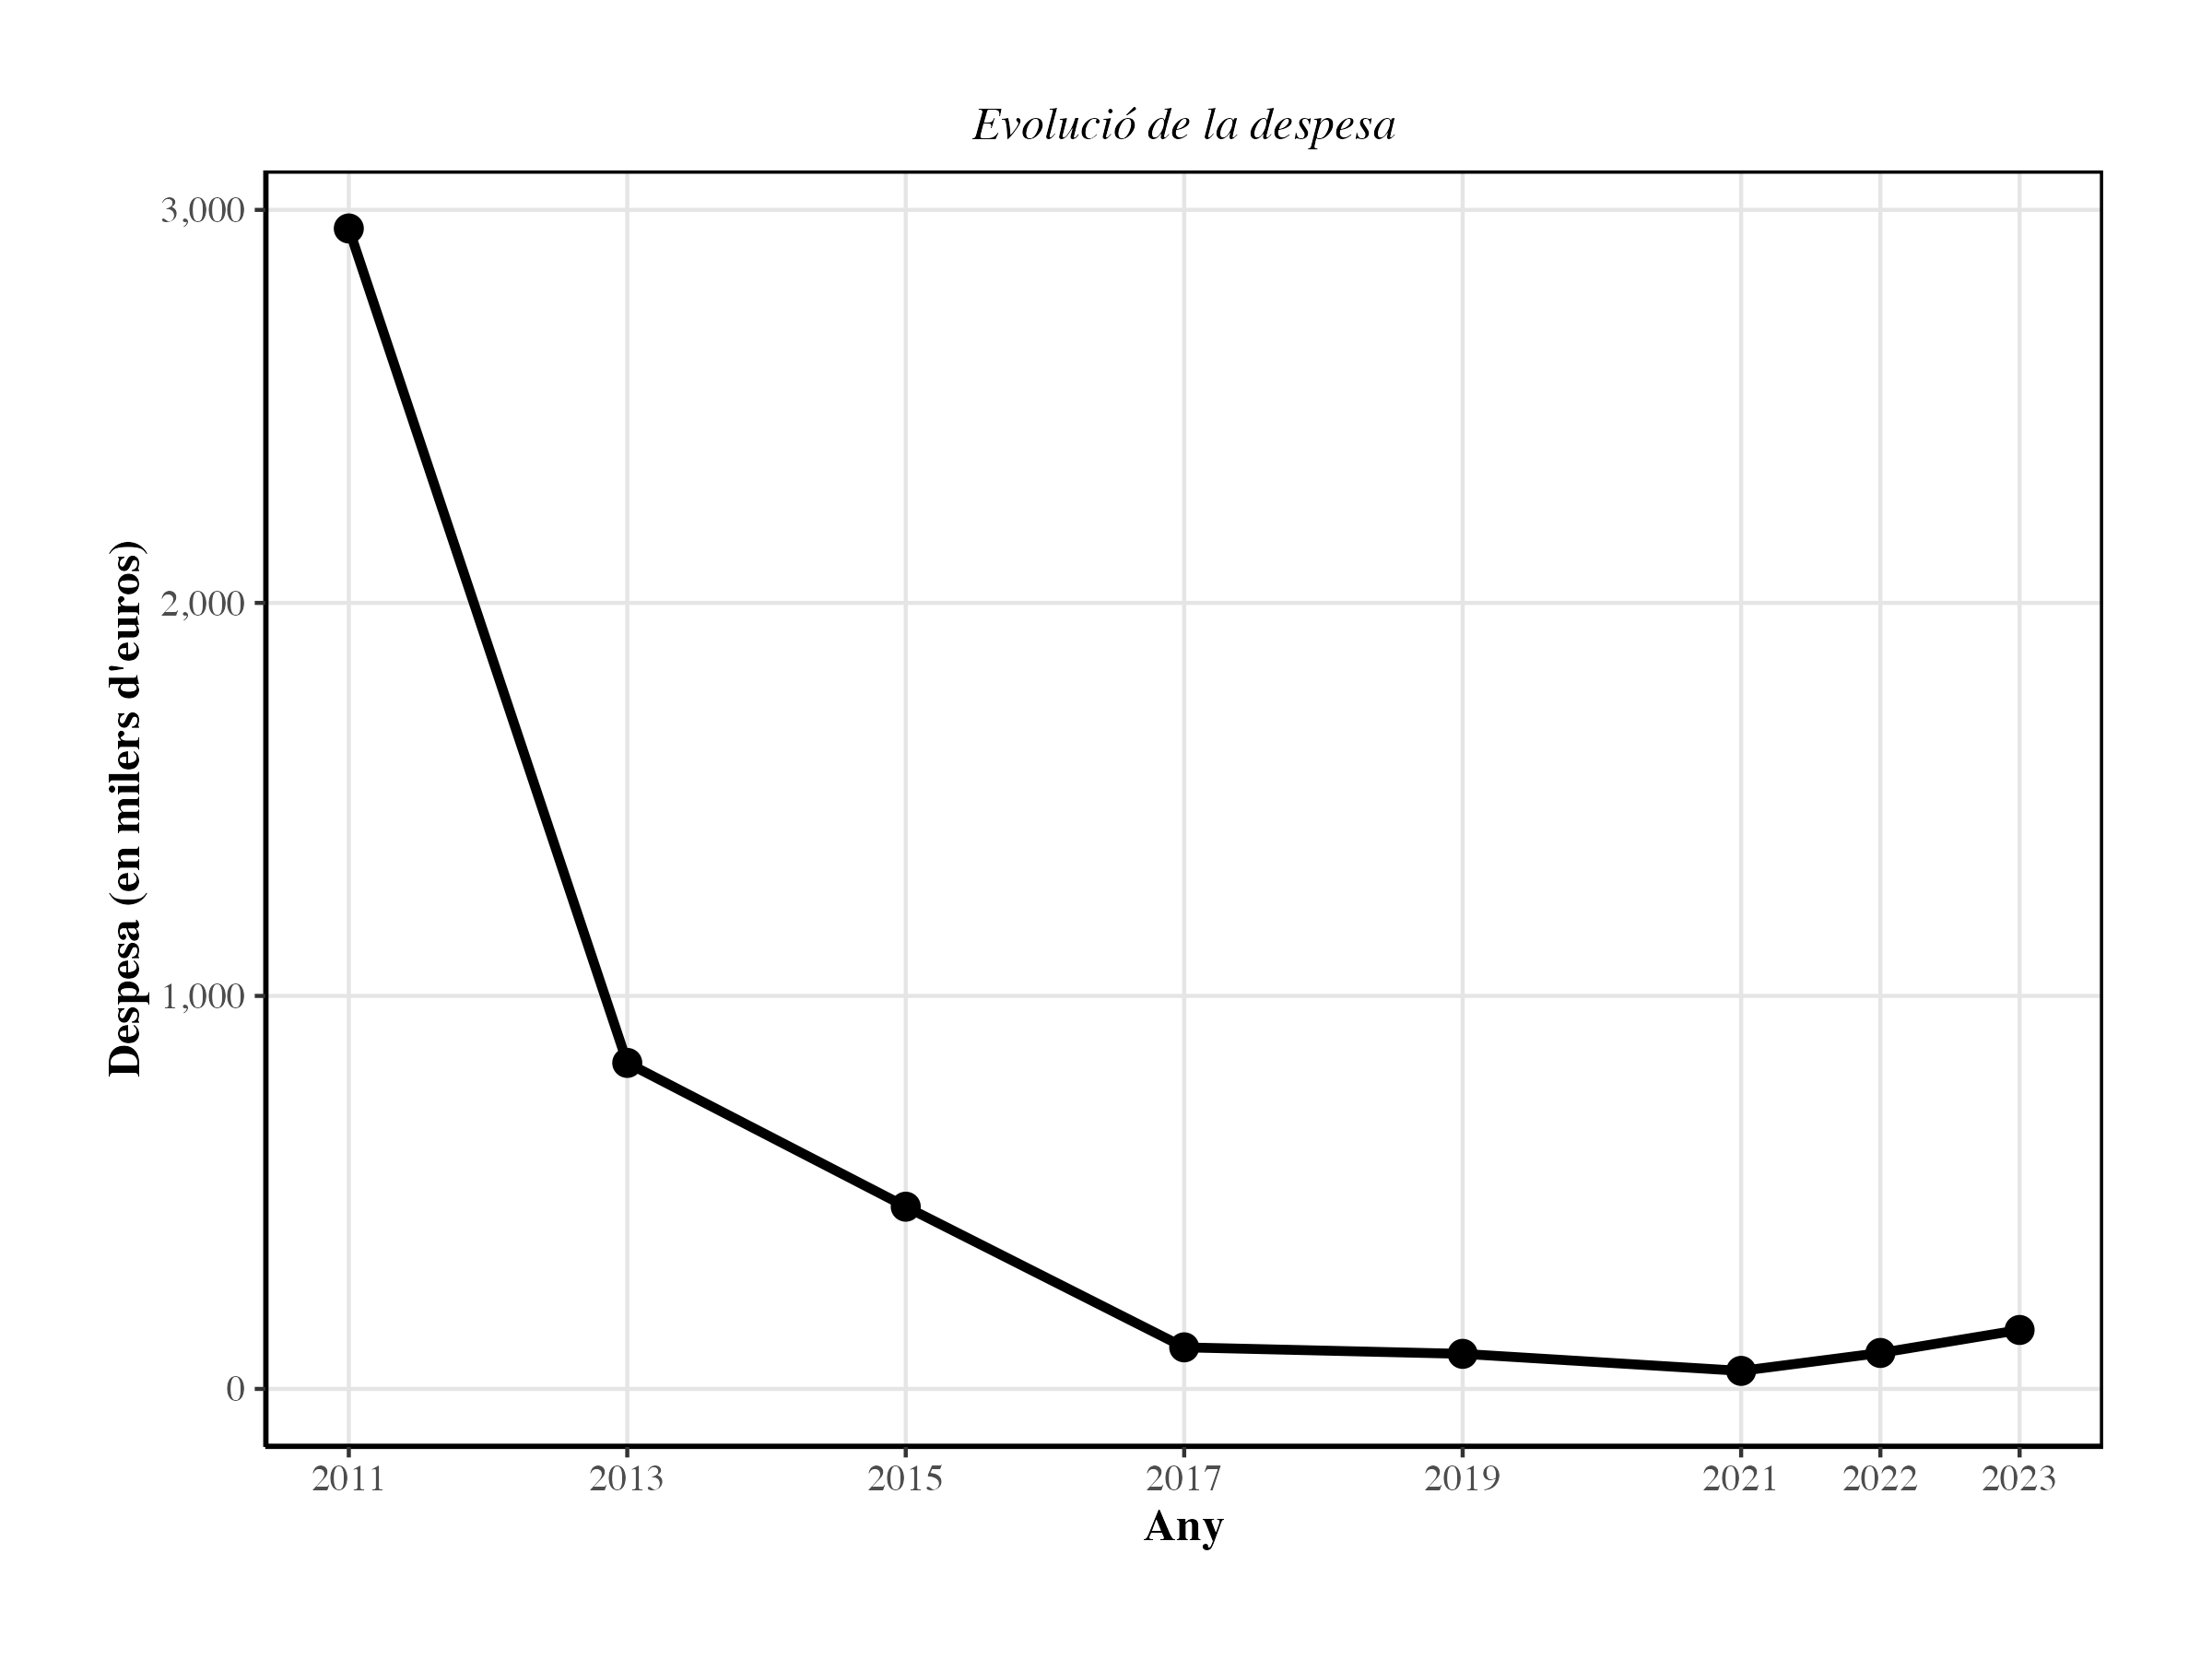 Evolució de la despesa
Despesa (en milers d'euros)
3,000
2,000
1,000
0
2011 2013 2015 2017 2019 2021 2022 2023
Any